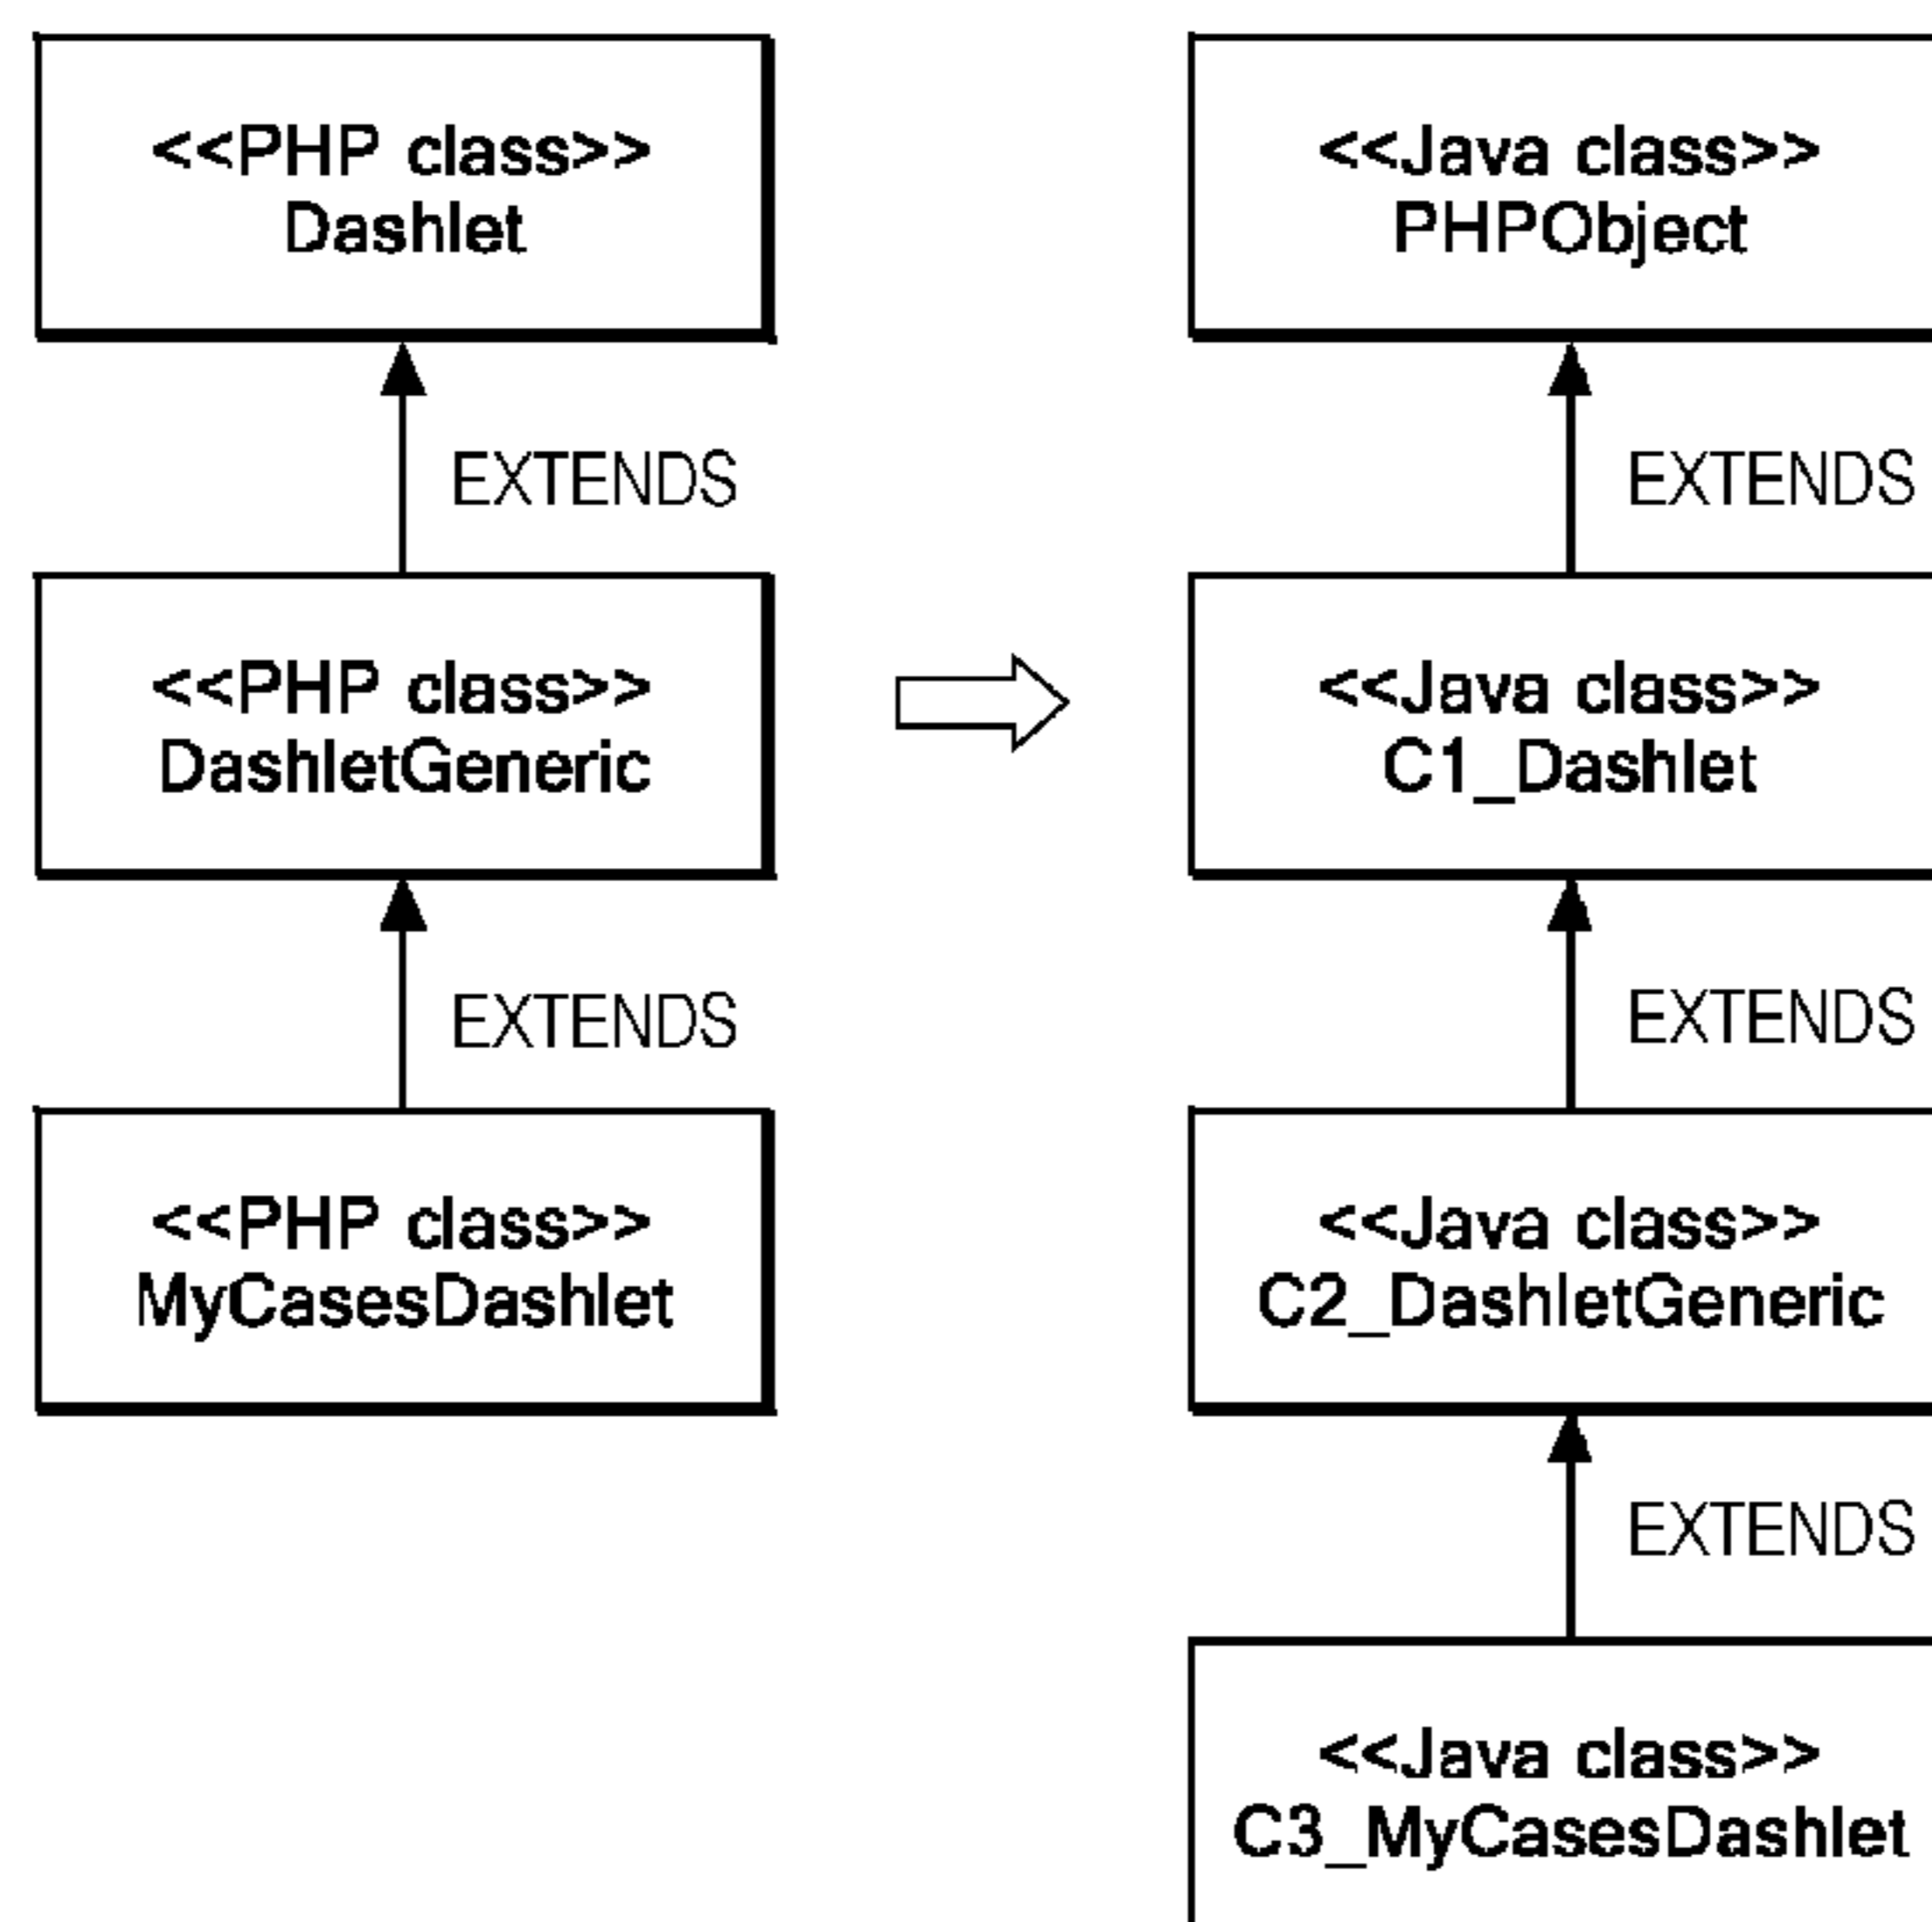 <<PHP class>>
Dashlet
EXTENDS
<<PHP class>>
DashletGeneric
EXTENDS
<<PHP class>>
MyCasesDashlet
<<Java class>>
PHPObject
EXTENDS
<<Java class>>
C1_Dashlet
EXTENDS
<<Java class>>
C2_DashletGeneric
EXTENDS
<<Java class>>
C3_MyCasesDashlet